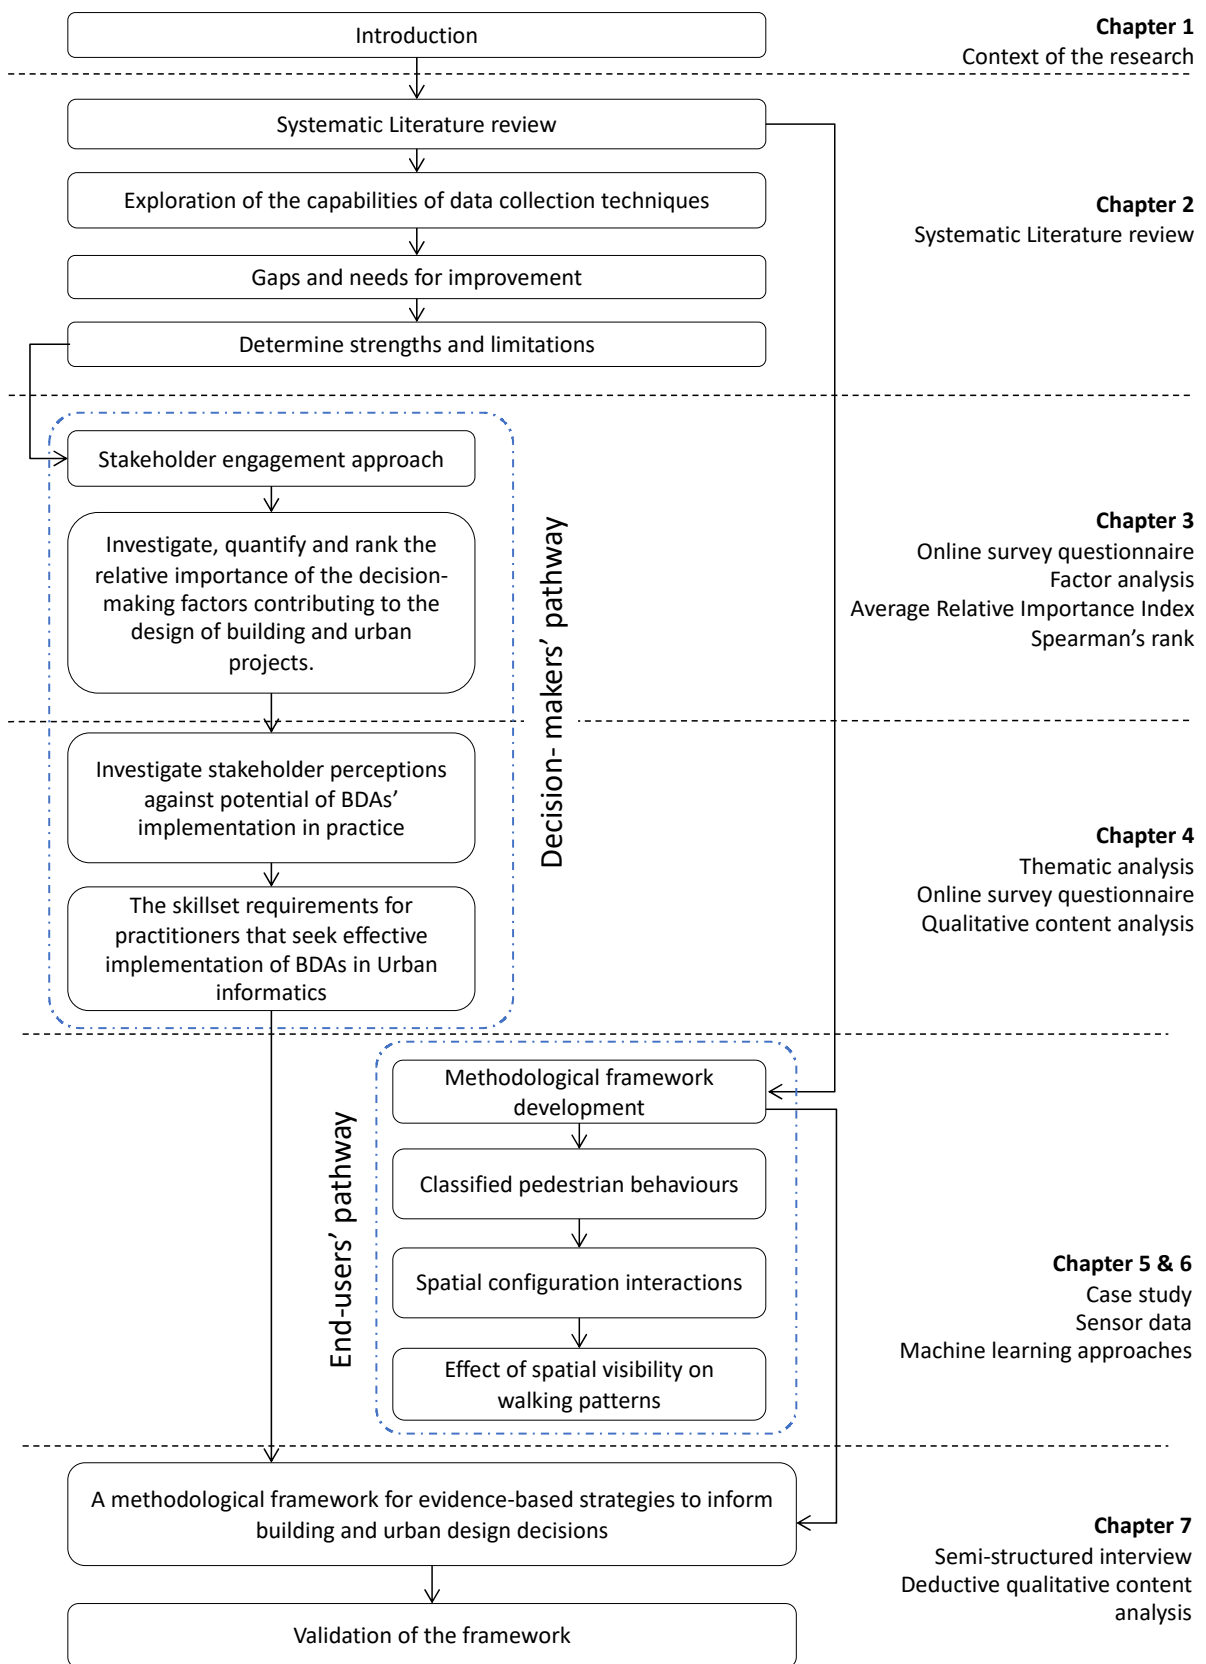 Introduction
Chapter 1
Context of the research
Systematic Literature review
Exploration of the capabilities of data collection techniques
Gaps and needs for improvement
Determine strengths and limitations
Chapter 2
Systematic Literature review
Stakeholder engagement approach
Investigate, quantify and rank the
relative importance of the decision-
making factors contributing to the
design of building and urban
projects.
Decision- makers’ pathway
Chapter 3
Online survey questionnaire
Factor analysis
Average Relative Importance Index
Spearman’s rank
Investigate stakeholder perceptions
against potential of BDAs’
implementation in practice
The skillset requirements for
practitioners that seek effective
implementation of BDAs in Urban
informatics
Chapter 4
Thematic analysis
Online survey questionnaire
Qualitative content analysis
End-users’ pathway
Methodological framework
development
Classified pedestrian behaviours
Spatial configuration interactions
Effect of spatial visibility on
walking patterns
Chapter 5 & 6
Case study
Sensor data
Machine learning approaches
A methodological framework for evidence-based strategies to inform
building and urban design decisions
Validation of the framework
Chapter 7
Semi-structured interview
Deductive qualitative content
analysis